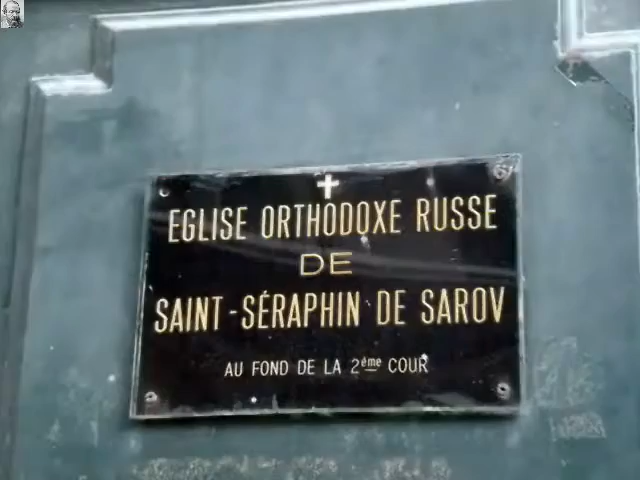 EGLISE ORTHODOXE RUSSE
DE
SAINT-SÉRAPHIN DE SAROV
AU FOND DE LA 2ème COUR